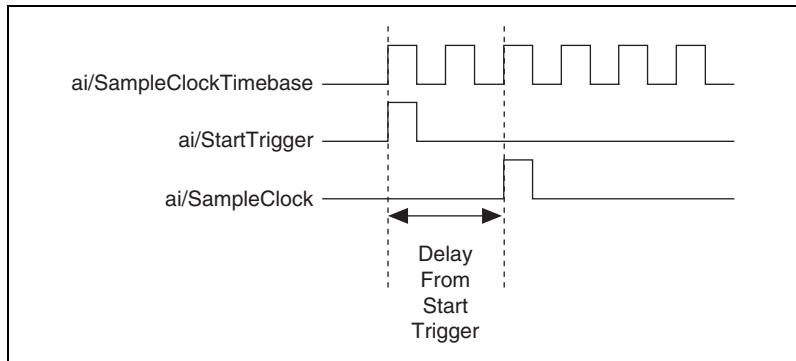 ai/SampleClockTimebase
ai/StartTrigger
ai/SampleClock
Delay
From
Start
Trigger